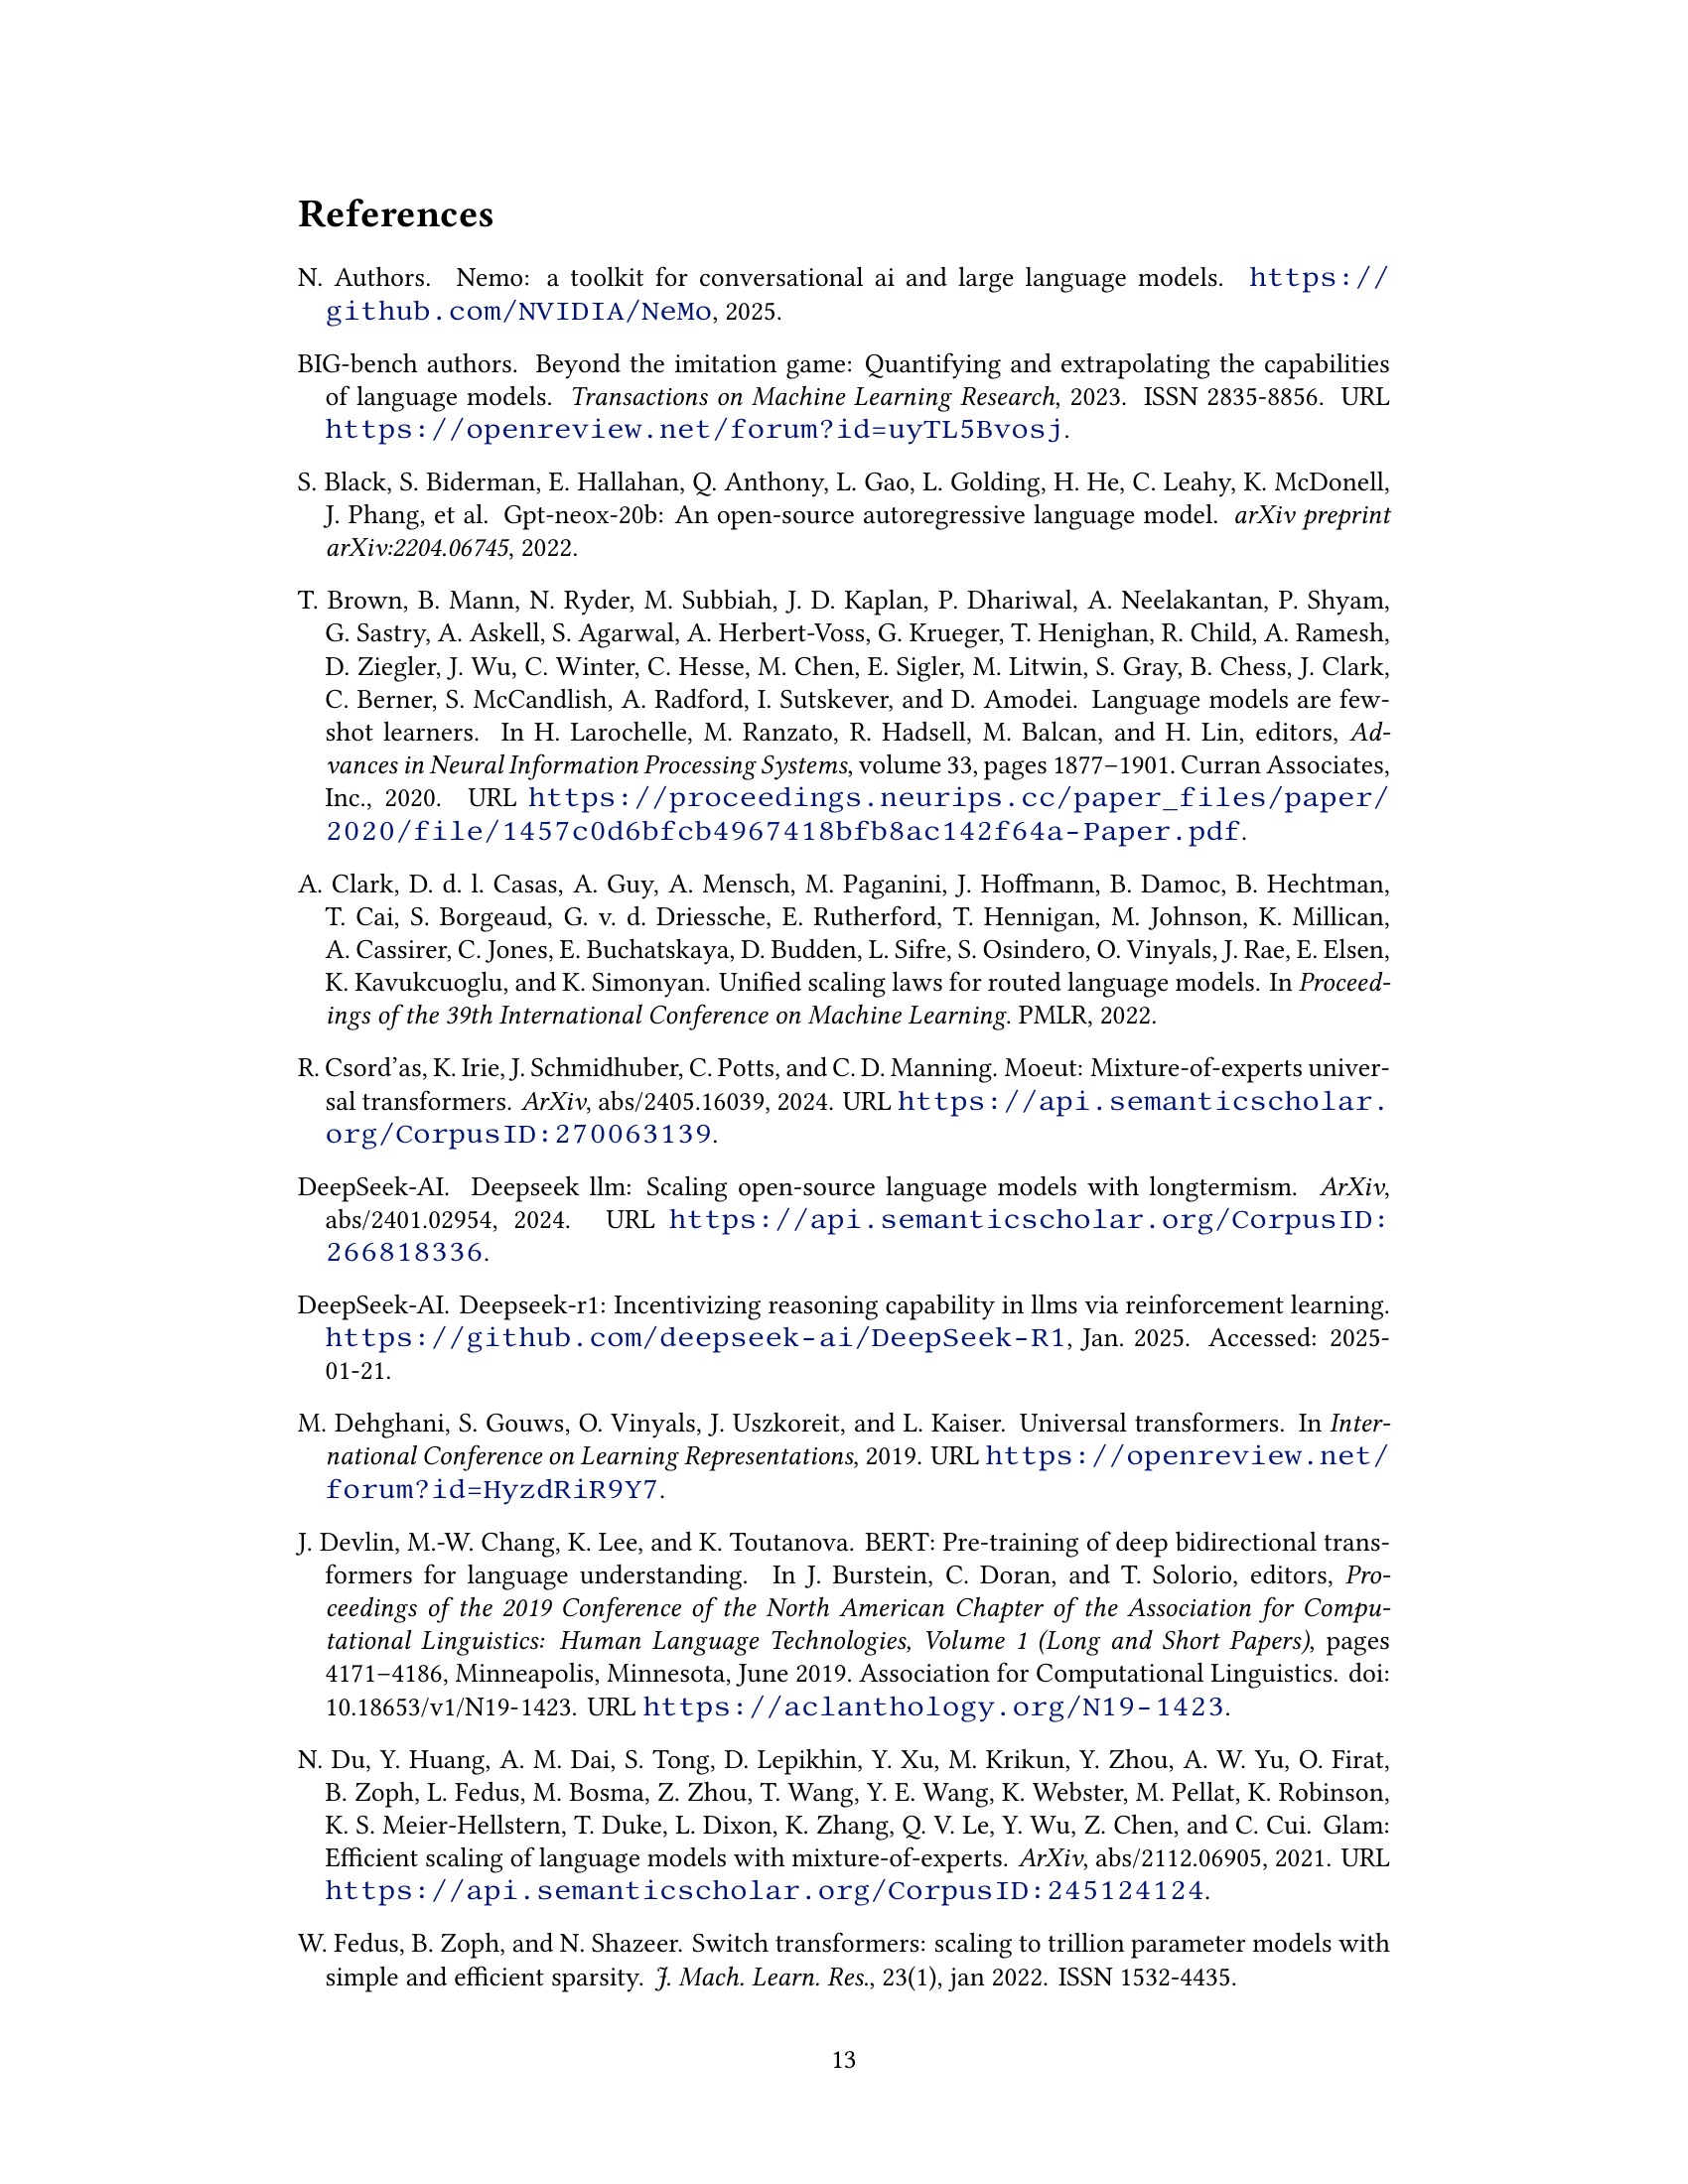 References
N. Authors. Nemo: a toolkit for conversational ai and large language models. https://
github.com/NVIDIA/NeMo, 2025.
BIG-bench authors. Beyond the imitation game: Quantifying and extrapolating the capabilities
of language models. Transactions on Machine Learning Research, 2023. ISSN 2835-8856. URL
https://openreview.net/forum?id=uyTL5Bvosj.
S. Black, S. Biderman, E. Hallahan, Q. Anthony, L. Gao, L. Golding, H. He, C. Leahy, K. McDonell,
J. Phang, et al. Gpt-neox-20b: An open-source autoregressive language model. arXiv preprint
arXiv:2204.06745, 2022.
T. Brown, B. Mann, N. Ryder, M. Subbiah, J. D. Kaplan, P. Dhariwal, A. Neelakantan, P. Shyam,
G. Sastry, A. Askell, S. Agarwal, A. Herbert-Voss, G. Krueger, T. Henighan, R. Child, A. Ramesh,
D. Ziegler, J. Wu, C. Winter, C. Hesse, M. Chen, E. Sigler, M. Litwin, S. Gray, B. Chess, J. Clark,
C. Berner, S. McCandlish, A. Radford, I. Sutskever, and D. Amodei. Language models are few-
shot learners. In H. Larochelle, M. Ranzato, R. Hadsell, M. Balcan, and H. Lin, editors, Ad-
vances in Neural Information Processing Systems, volume 33, pages 1877–1901. Curran Associates,
Inc., 2020. URL https://proceedings.neurips.cc/paper_files/paper/
2020/file/1457c0d6bfcb4967418bfb8ac142f64a-Paper.pdf.
A. Clark, D. d. l. Casas, A. Guy, A. Mensch, M. Paganini, J. Hoffmann, B. Damoc, B. Hechtman,
T. Cai, S. Borgeaud, G. v. d. Driessche, E. Rutherford, T. Hennigan, M. Johnson, K. Millican,
A. Cassirer, C. Jones, E. Buchatskaya, D. Budden, L. Sifre, S. Osindero, O. Vinyals, J. Rae, E. Elsen,
K. Kavukcuoglu, and K. Simonyan. Unified scaling laws for routed language models. In Proceed-
ings of the 39th International Conference on Machine Learning. PMLR, 2022.
R. Csord'as, K. Irie, J. Schmidhuber, C. Potts, and C. D. Manning. Moeut: Mixture-of-experts univer-
sal transformers. ArXiv, abs/2405.16039, 2024. URL https://api.semanticscholar.
org/CorpusID:270063139.
DeepSeek-AI. Deepseek llm: Scaling open-source language models with longtermism. ArXiv,
abs/2401.02954, 2024. URL https://api.semanticscholar.org/CorpusID:
266818336.
DeepSeek-AI. Deepseek-r1: Incentivizing reasoning capability in llms via reinforcement learning.
https://github.com/deepseek-ai/DeepSeek-R1, Jan. 2025. Accessed: 2025-
01-21.
M. Dehghani, S. Gouws, O. Vinyals, J. Uszkoreit, and L. Kaiser. Universal transformers. In Inter-
national Conference on Learning Representations, 2019. URL https://openreview.net/
forum?id=HyzdRiR9Y7.
J. Devlin, M.-W. Chang, K. Lee, and K. Toutanova. BERT: Pre-training of deep bidirectional trans-
formers for language understanding. In J. Burstein, C. Doran, and T. Solorio, editors, Pro-
ceedings of the 2019 Conference of the North American Chapter of the Association for Compu-
tational Linguistics: Human Language Technologies, Volume 1 (Long and Short Papers), pages
4171–4186, Minneapolis, Minnesota, June 2019. Association for Computational Linguistics. doi:
10.18653/v1/N19-1423. URL https://aclanthology.org/N19-1423.
N. Du, Y. Huang, A. M. Dai, S. Tong, D. Lepikhin, Y. Xu, M. Krikun, Y. Zhou, A. W. Yu, O. Firat,
B. Zoph, L. Fedus, M. Bosma, Z. Zhou, T. Wang, Y. E. Wang, K. Webster, M. Pellat, K. Robinson,
K. S. Meier-Hellstern, T. Duke, L. Dixon, K. Zhang, Q. V. Le, Y. Wu, Z. Chen, and C. Cui. Glam:
Efficient scaling of language models with mixture-of-experts. ArXiv, abs/2112.06905, 2021. URL
https://api.semanticscholar.org/CorpusID:245124124.
W. Fedus, B. Zoph, and N. Shazeer. Switch transformers: scaling to trillion parameter models with
simple and efficient sparsity. J. Mach. Learn. Res., 23(1), jan 2022. ISSN 1532-4435.
13